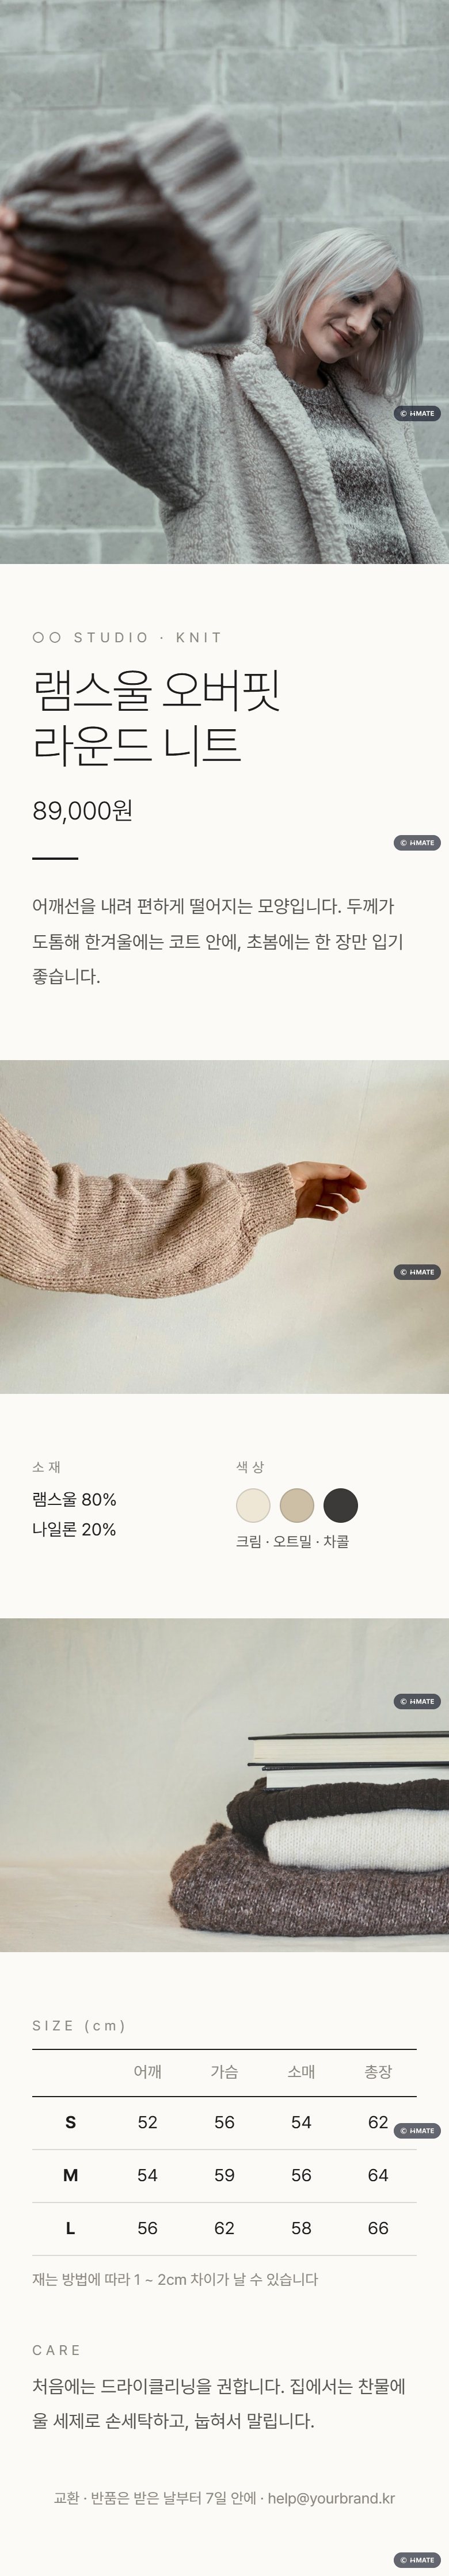 © HMATE
○○ STUDIO · KNIT
램스울 오버핏
라운드 니트
89,000원
© HMATE
어깨선을 내려 편하게 떨어지는 모양입니다. 두께가
도톰해 한겨울에는 코트 안에, 초봄에는 한 장만 입기
좋습니다.
© HMATE
소재
램스울 80%
나일론 20%
색상
크림 · 오트밀 · 차콜
© HMATE
SIZE (cm)
어깨 가슴 소매 총장
S 52 56 54 62
© HMATE
M 54 59 56 64
L 56 62 58 66
재는 방법에 따라 1 ~ 2cm 차이가 날 수 있습니다
CARE
처음에는 드라이클리닝을 권합니다. 집에서는 찬물에
울 세제로 손세탁하고, 눕혀서 말립니다.
교환 · 반품은 받은 날부터 7일 안에 · help@yourbrand.kr
© HMATE